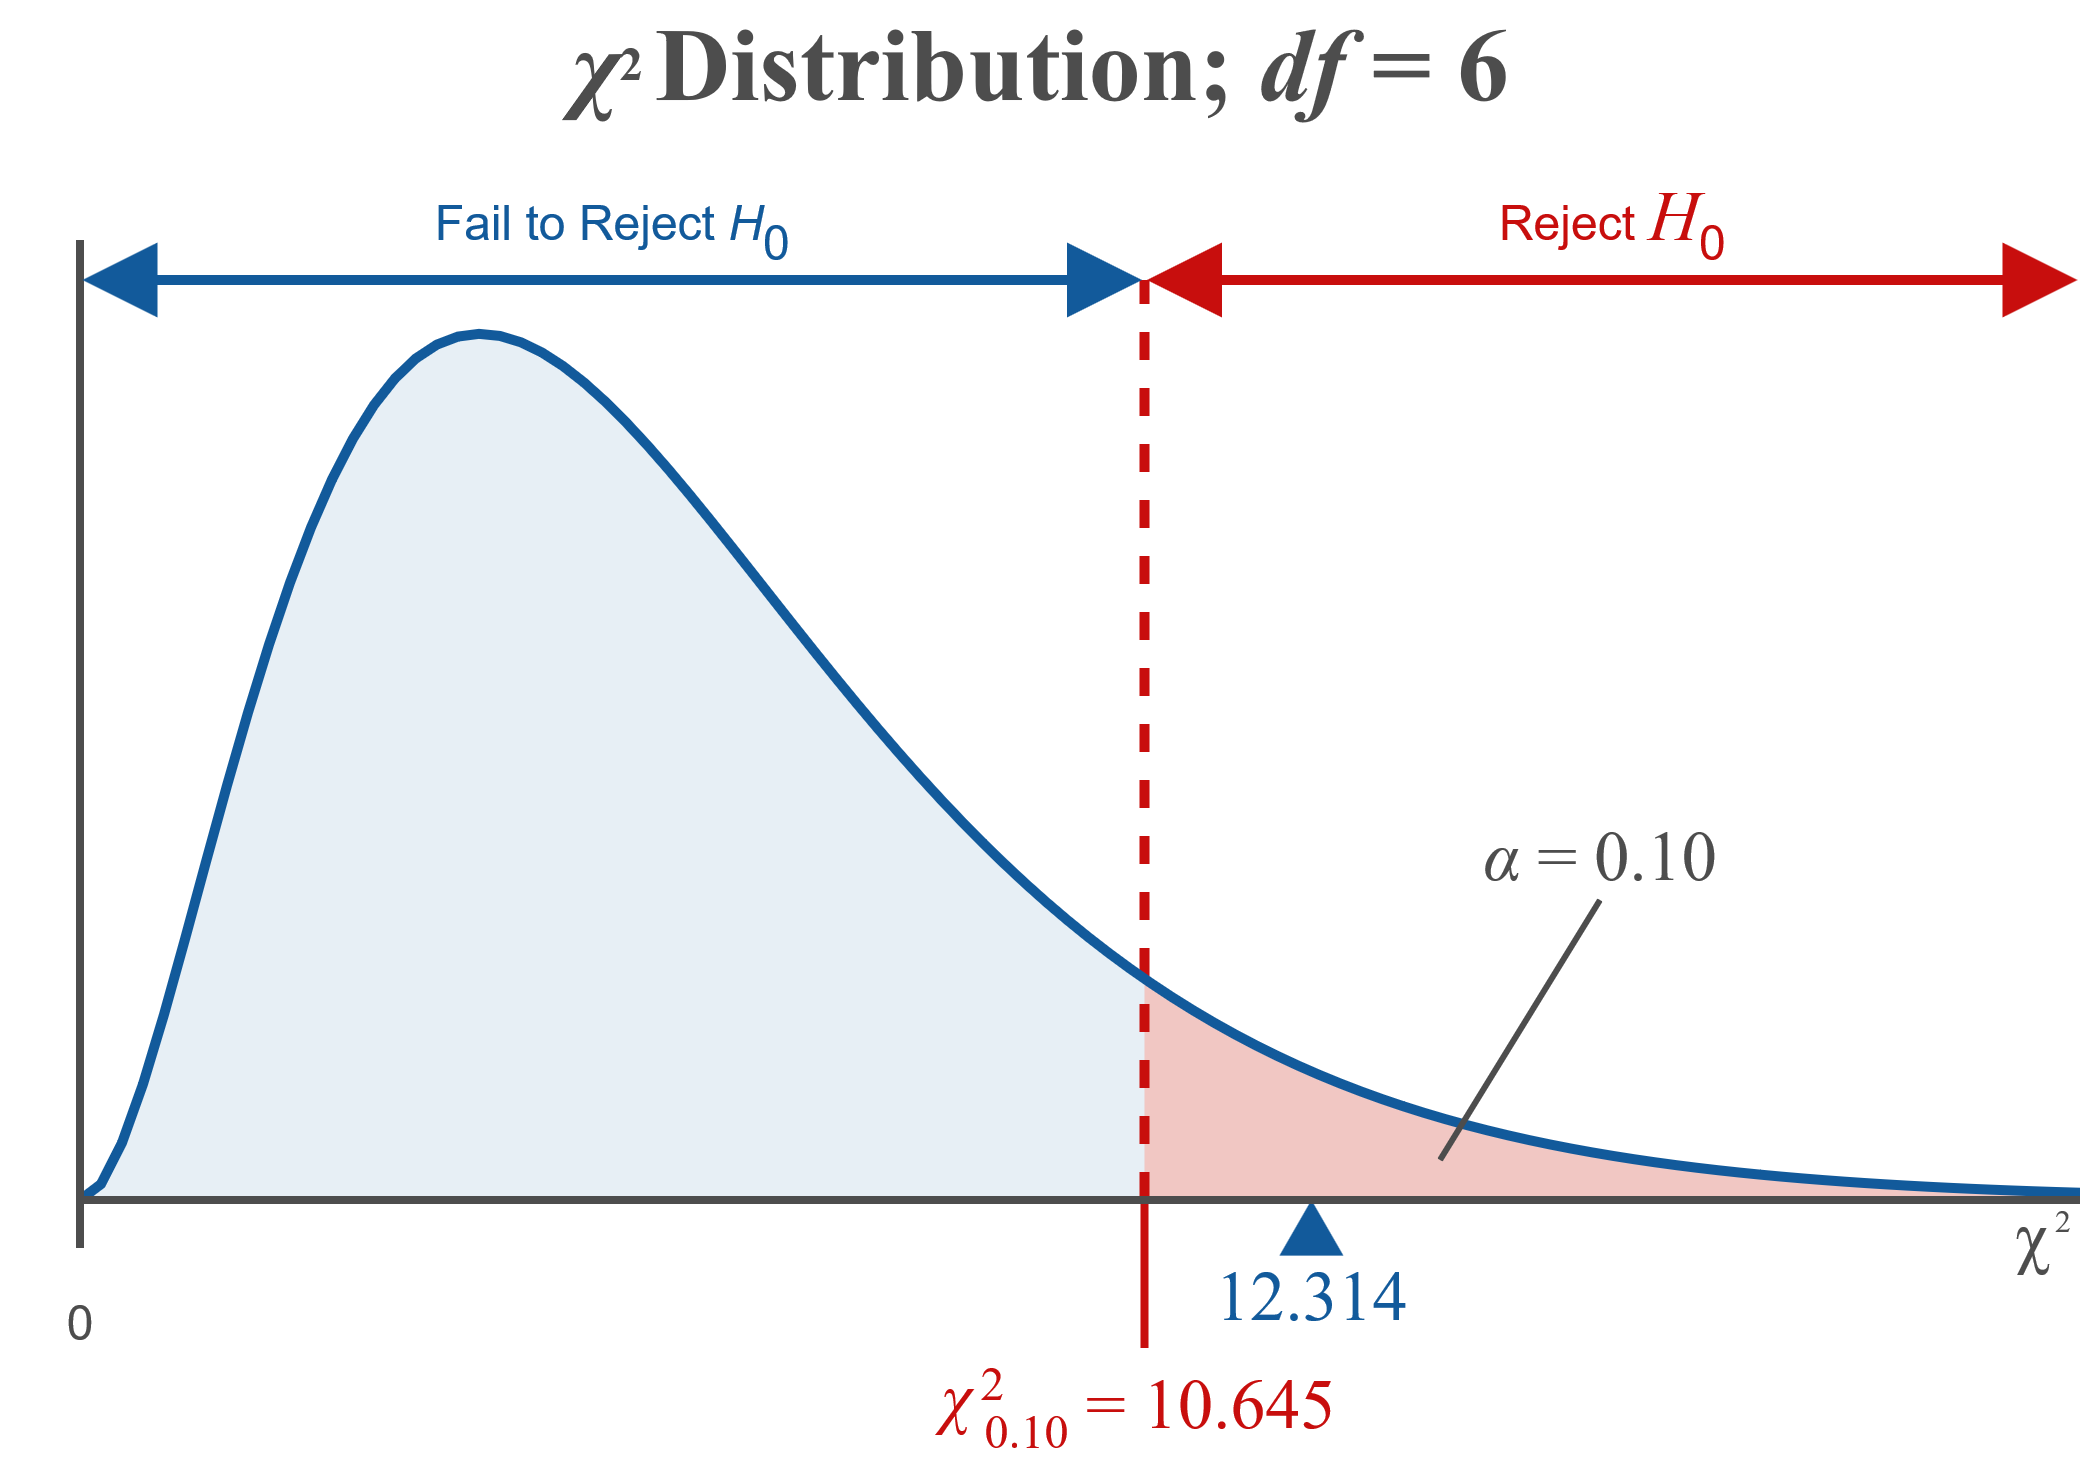 χ² Distribution; df = 6
Fail to Reject H₀
Reject H₀
α = 0.10
χ²
12.314
0
χ²₀.₁₀ = 10.645